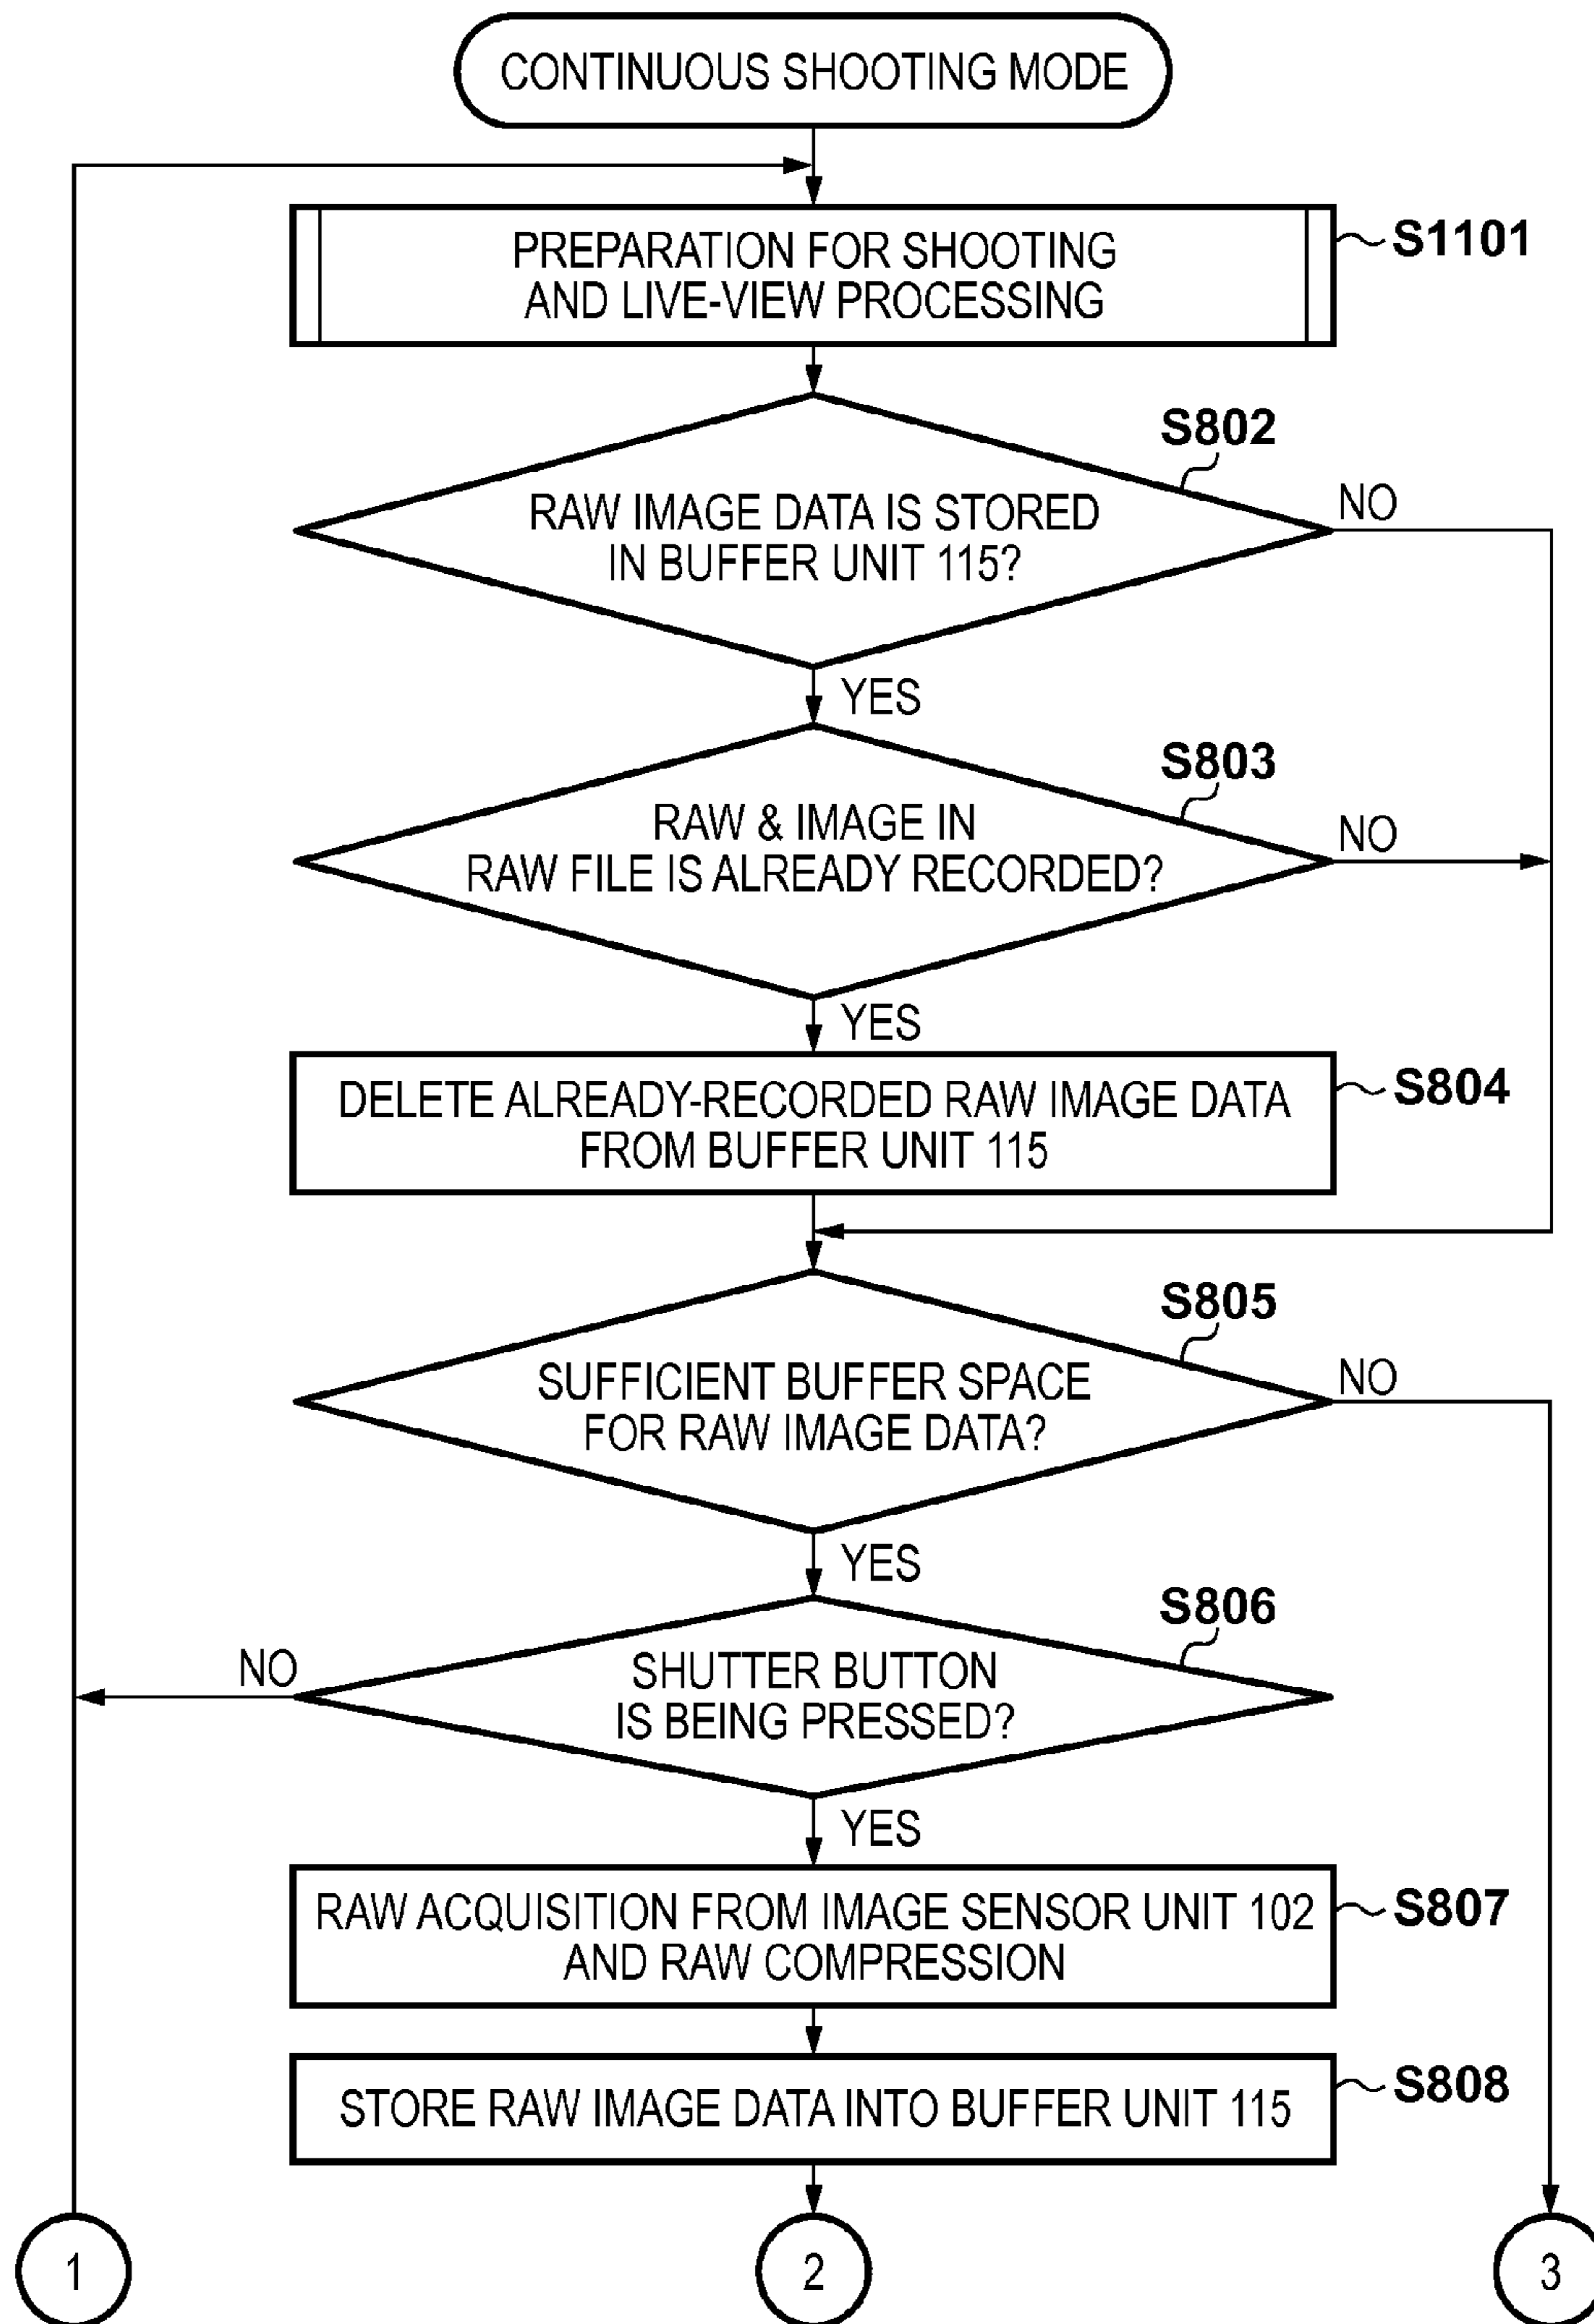 CONTINUOUS SHOOTING MODE
PREPARATION FOR SHOOTING
AND LIVE-VIEW PROCESSING
S1101
S802
RAW IMAGE DATA IS STORED
IN BUFFER UNIT 115?
NO
YES
S803
RAW & IMAGE IN
RAW FILE IS ALREADY RECORDED?
NO
YES
DELETE ALREADY-RECORDED RAW IMAGE DATA
FROM BUFFER UNIT 115
S804
S805
SUFFICIENT BUFFER SPACE
FOR RAW IMAGE DATA?
NO
YES
S806
NO
SHUTTER BUTTON
IS BEING PRESSED?
YES
RAW ACQUISITION FROM IMAGE SENSOR UNIT 102
AND RAW COMPRESSION
S807
STORE RAW IMAGE DATA INTO BUFFER UNIT 115
S808
1
2
3